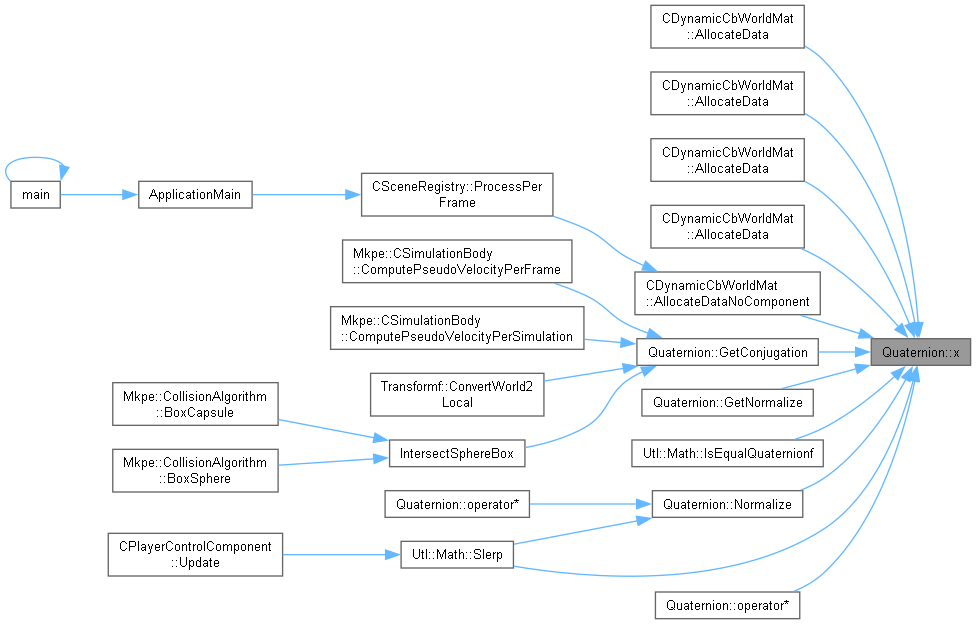 CDynamicCbWorldMat
::AllocateData
CDynamicCbWorldMat
::AllocateData
CDynamicCbWorldMat
::AllocateData
CDynamicCbWorldMat
::AllocateData
main
ApplicationMain
CSceneRegistry::ProcessPer
Frame
Mkpe::CSimulationBody
::ComputePseudoVelocityPerFrame
CDynamicCbWorldMat
::AllocateDataNoComponent
Mkpe::CSimulationBody
::ComputePseudoVelocityPerSimulation
Quaternion::GetConjugation
Quaternion::x
Transformf::ConvertWorld2
Local
Quaternion::GetNormalize
Mkpe::CollisionAlgorithm
::BoxCapsule
IntersectSphereBox
Utl::Math::IsEqualQuaternionf
Mkpe::CollisionAlgorithm
::BoxSphere
Quaternion::operator*
Quaternion::Normalize
CPlayerControlComponent
::Update
Utl::Math::Slerp
Quaternion::operator*